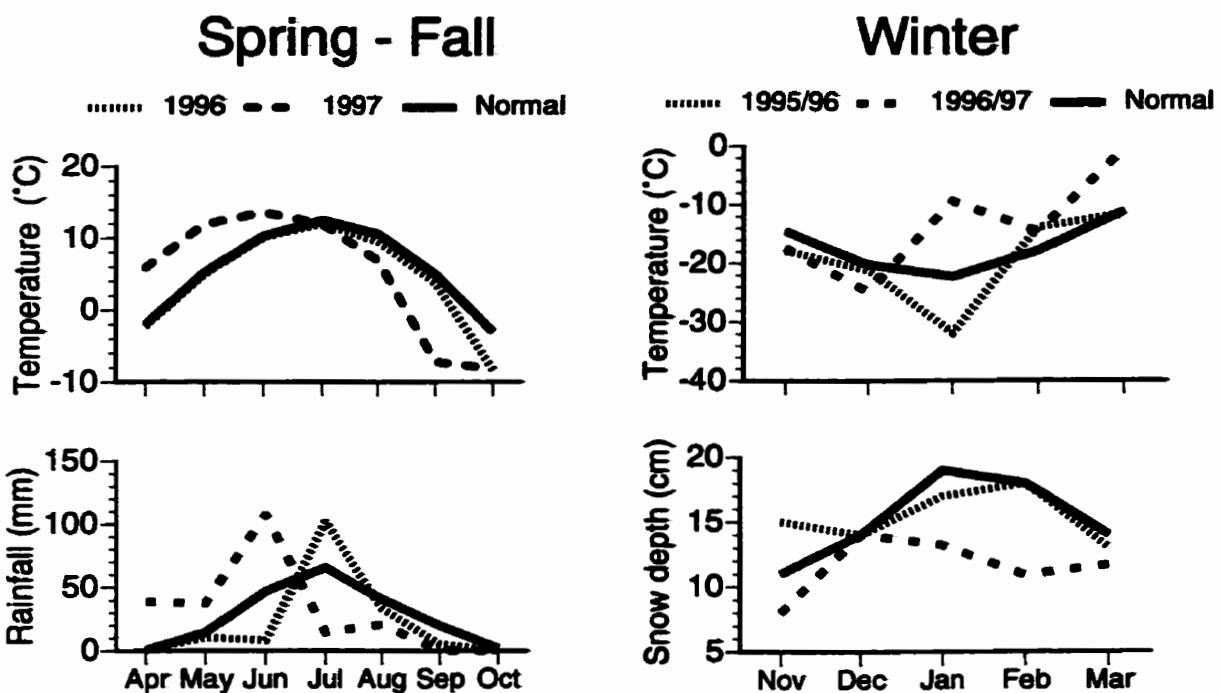 Spring - Fall
1996 1997 Normal
Temperature (°C)
20
10
0
-10
Rainfall (mm)
150
100
50
0
Apr May Jun Jul Aug Sep Oct
Winter
1995/96 1996/97 Normal
Temperature (°C)
0
-10
-20
-30
-40
Snow depth (cm)
20
15
10
5
Nov Dec Jan Feb Mar